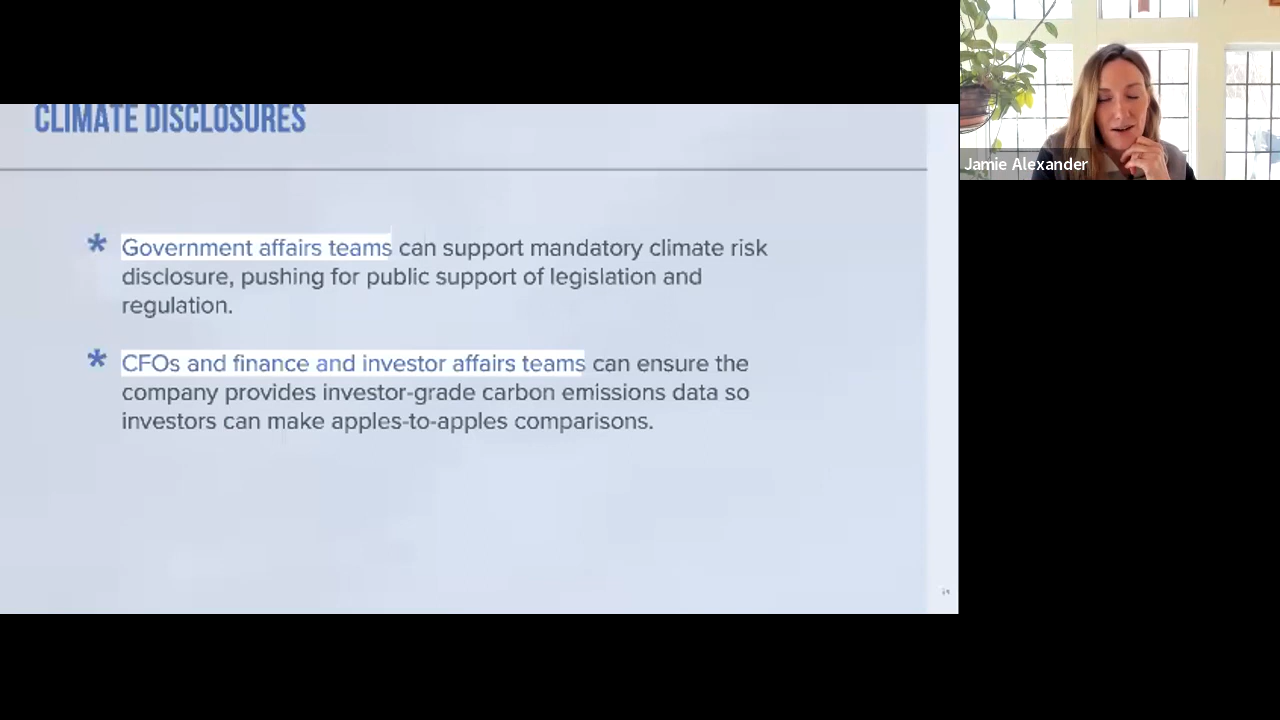 CLIMATE DISCLOSURES
Jamie Alexander
* Government affairs teams can support mandatory climate risk
disclosure, pushing for public support of legislation and
regulation.
* CFOs and finance and investor affairs teams can ensure the
company provides investor-grade carbon emissions data so
investors can make apples-to-apples comparisons.